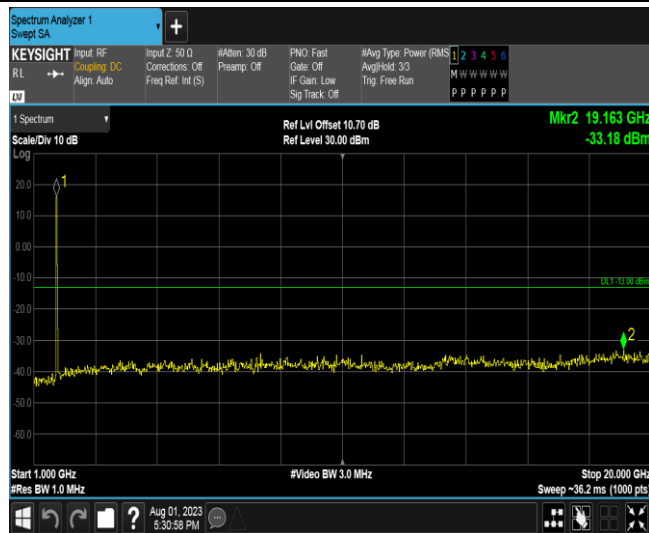 Spectrum Analyzer 1
Swept SA
+
KEYSIGHT
RL
Input: RF
Coupling: DC
Align: Auto
Input Z: 50 Ω
Corrections: Off
Freq Ref: Int (S)
#Atten: 30 dB
Preamp: Off
PNO: Fast
Gate: Off
IF Gain: Low
Sig Track: Off
#Avg Type: Power (RMS
Avg|Hold: 3/3
Trig: Free Run
1 2 3 4 5 6
M W W W W W
P P P P P P
LXI
1 Spectrum
Scale/Div 10 dB
Log
Ref Lvl Offset 10.70 dB
Ref Level 30.00 dBm
Mkr2 19.163 GHz
-33.18 dBm
20.0
10.0
0.00
-10.0
-20.0
-30.0
-40.0
-50.0
-60.0
1
DL1 -13.00 dBm
2
Start 1.000 GHz
#Res BW 1.0 MHz
#Video BW 3.0 MHz
Stop 20.000 GHz
Sweep ~36.2 ms (1000 pts)
?
Aug 01, 2023
5:30:58 PM